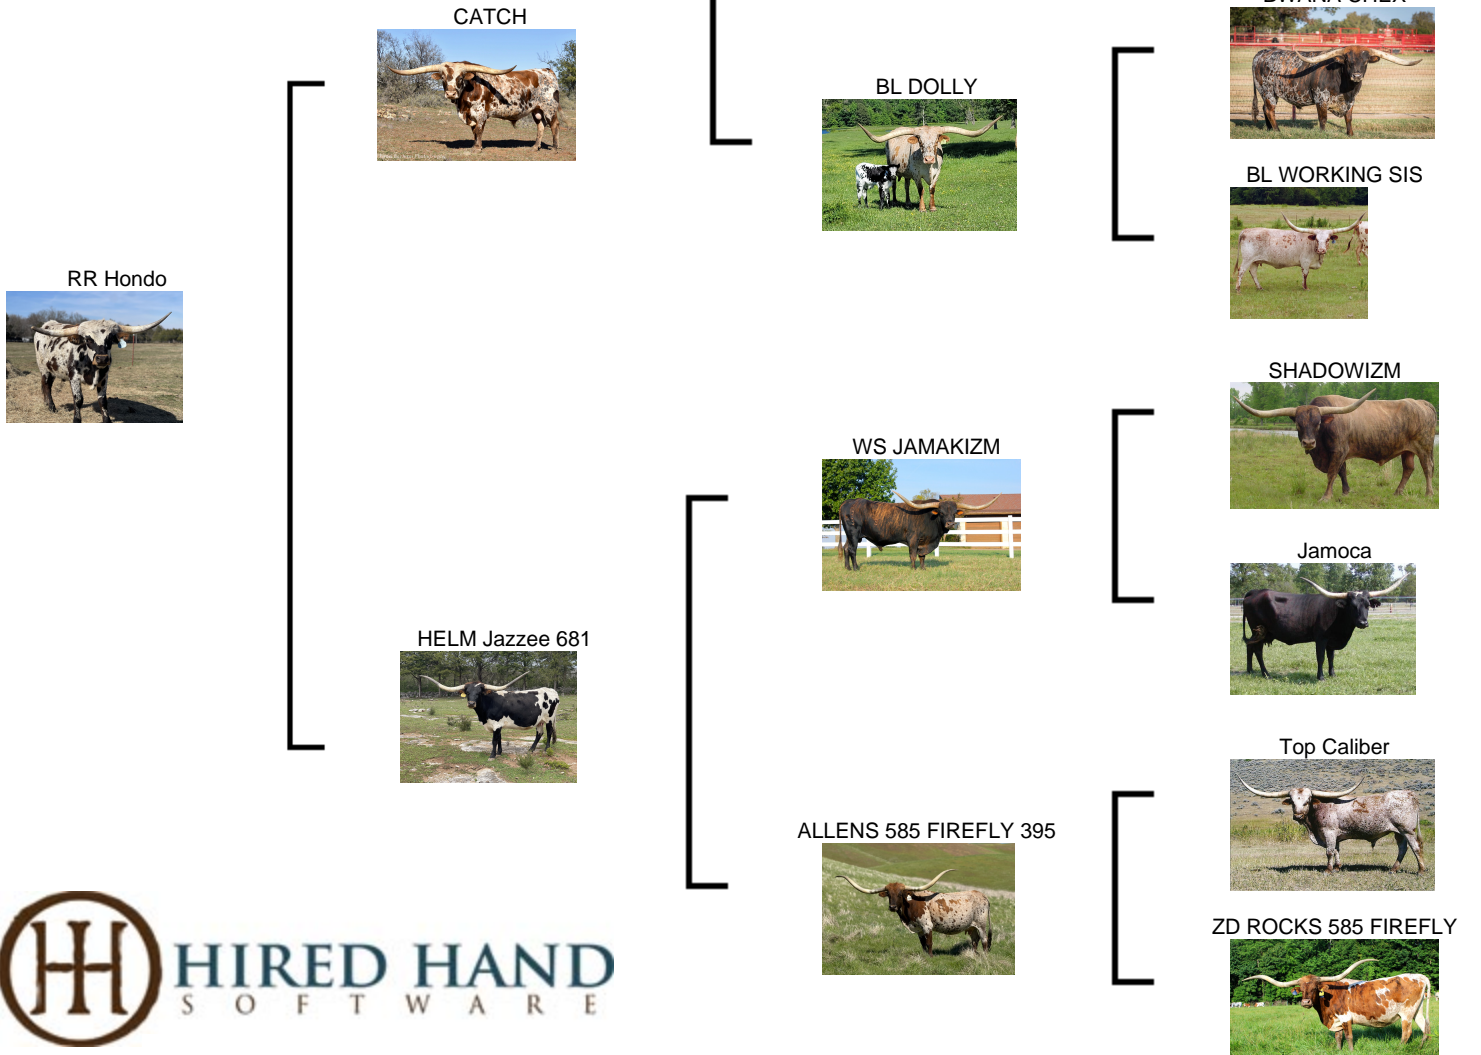 CATCH
BL DOLLY
BL WORKING SIS
RR Hondo
SHADOWIZM
WS JAMAKIZM
Jamoca
HELM Jazzee 681
Top Caliber
ALLENS 585 FIREFLY 395
ZD ROCKS 585 FIREFLY
HIRED HAND
SOFTWARE